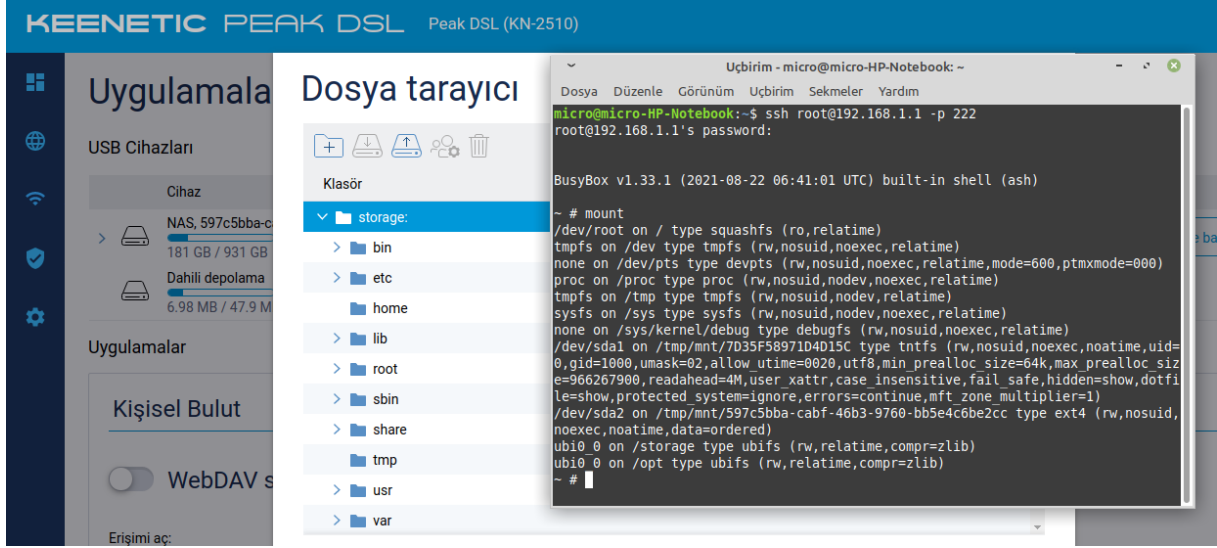 KEENETIC PEAK DSL Peak DSL (KN-2510)
Uygulamala
USB Cihazları
Cihaz
NAS, 597c5bba-c
181 GB / 931 GB
Dahili depolama
6.98 MB / 47.9 M
Uygulamalar
Kişisel Bulut
WebDAV s
Erişimi aç:
Dosya tarayıcı
Klasör
storage:
bin
etc
home
lib
root
sbin
share
tmp
usr
var
Uçbirim - micro@micro-HP-Notebook: ~
Dosya Düzenle Görünüm Uçbirim Sekmeler Yardım
micro@micro-HP-Notebook:~$ ssh root@192.168.1.1 -p 222
root@192.168.1.1's password:
BusyBox v1.33.1 (2021-08-22 06:41:01 UTC) built-in shell (ash)
~ # mount
/dev/root on / type squashfs (ro,relatime)
tmpfs on /dev type tmpfs (rw,nosuid,noexec,relatime)
none on /dev/pts type devpts (rw,nosuid,noexec,relatime,mode=600,ptmxmode=000)
proc on /proc type proc (rw,nosuid,nodev,noexec,relatime)
tmpfs on /tmp type tmpfs (rw,nosuid,nodev,relatime)
sysfs on /sys type sysfs (rw,nosuid,nodev,noexec,relatime)
none on /sys/kernel/debug type debugfs (rw,nosuid,noexec,relatime)
/dev/sda1 on /tmp/mnt/7D35F58971D4D15C type tntfs (rw,nosuid,noexec,noatime,uid=
0,gid=1000,umask=02,allow_utime=0020,utf8,min_prealloc_size=64k,max_prealloc_siz
e=966267900,readahead=4M,user_xattr,case_insensitive,fail_safe,hidden=show,dotfi
le=show,protected_system=ignore,errors=continue,mft_zone_multiplier=1)
/dev/sda2 on /tmp/mnt/597c5bba-cabf-46b3-9760-bb5e4c6be2cc type ext4 (rw,nosuid,
noexec,noatime,data=ordered)
ubi0_0 on /storage type ubifs (rw,relatime,compr=zlib)
ubi0_0 on /opt type ubifs (rw,relatime,compr=zlib)
~ #